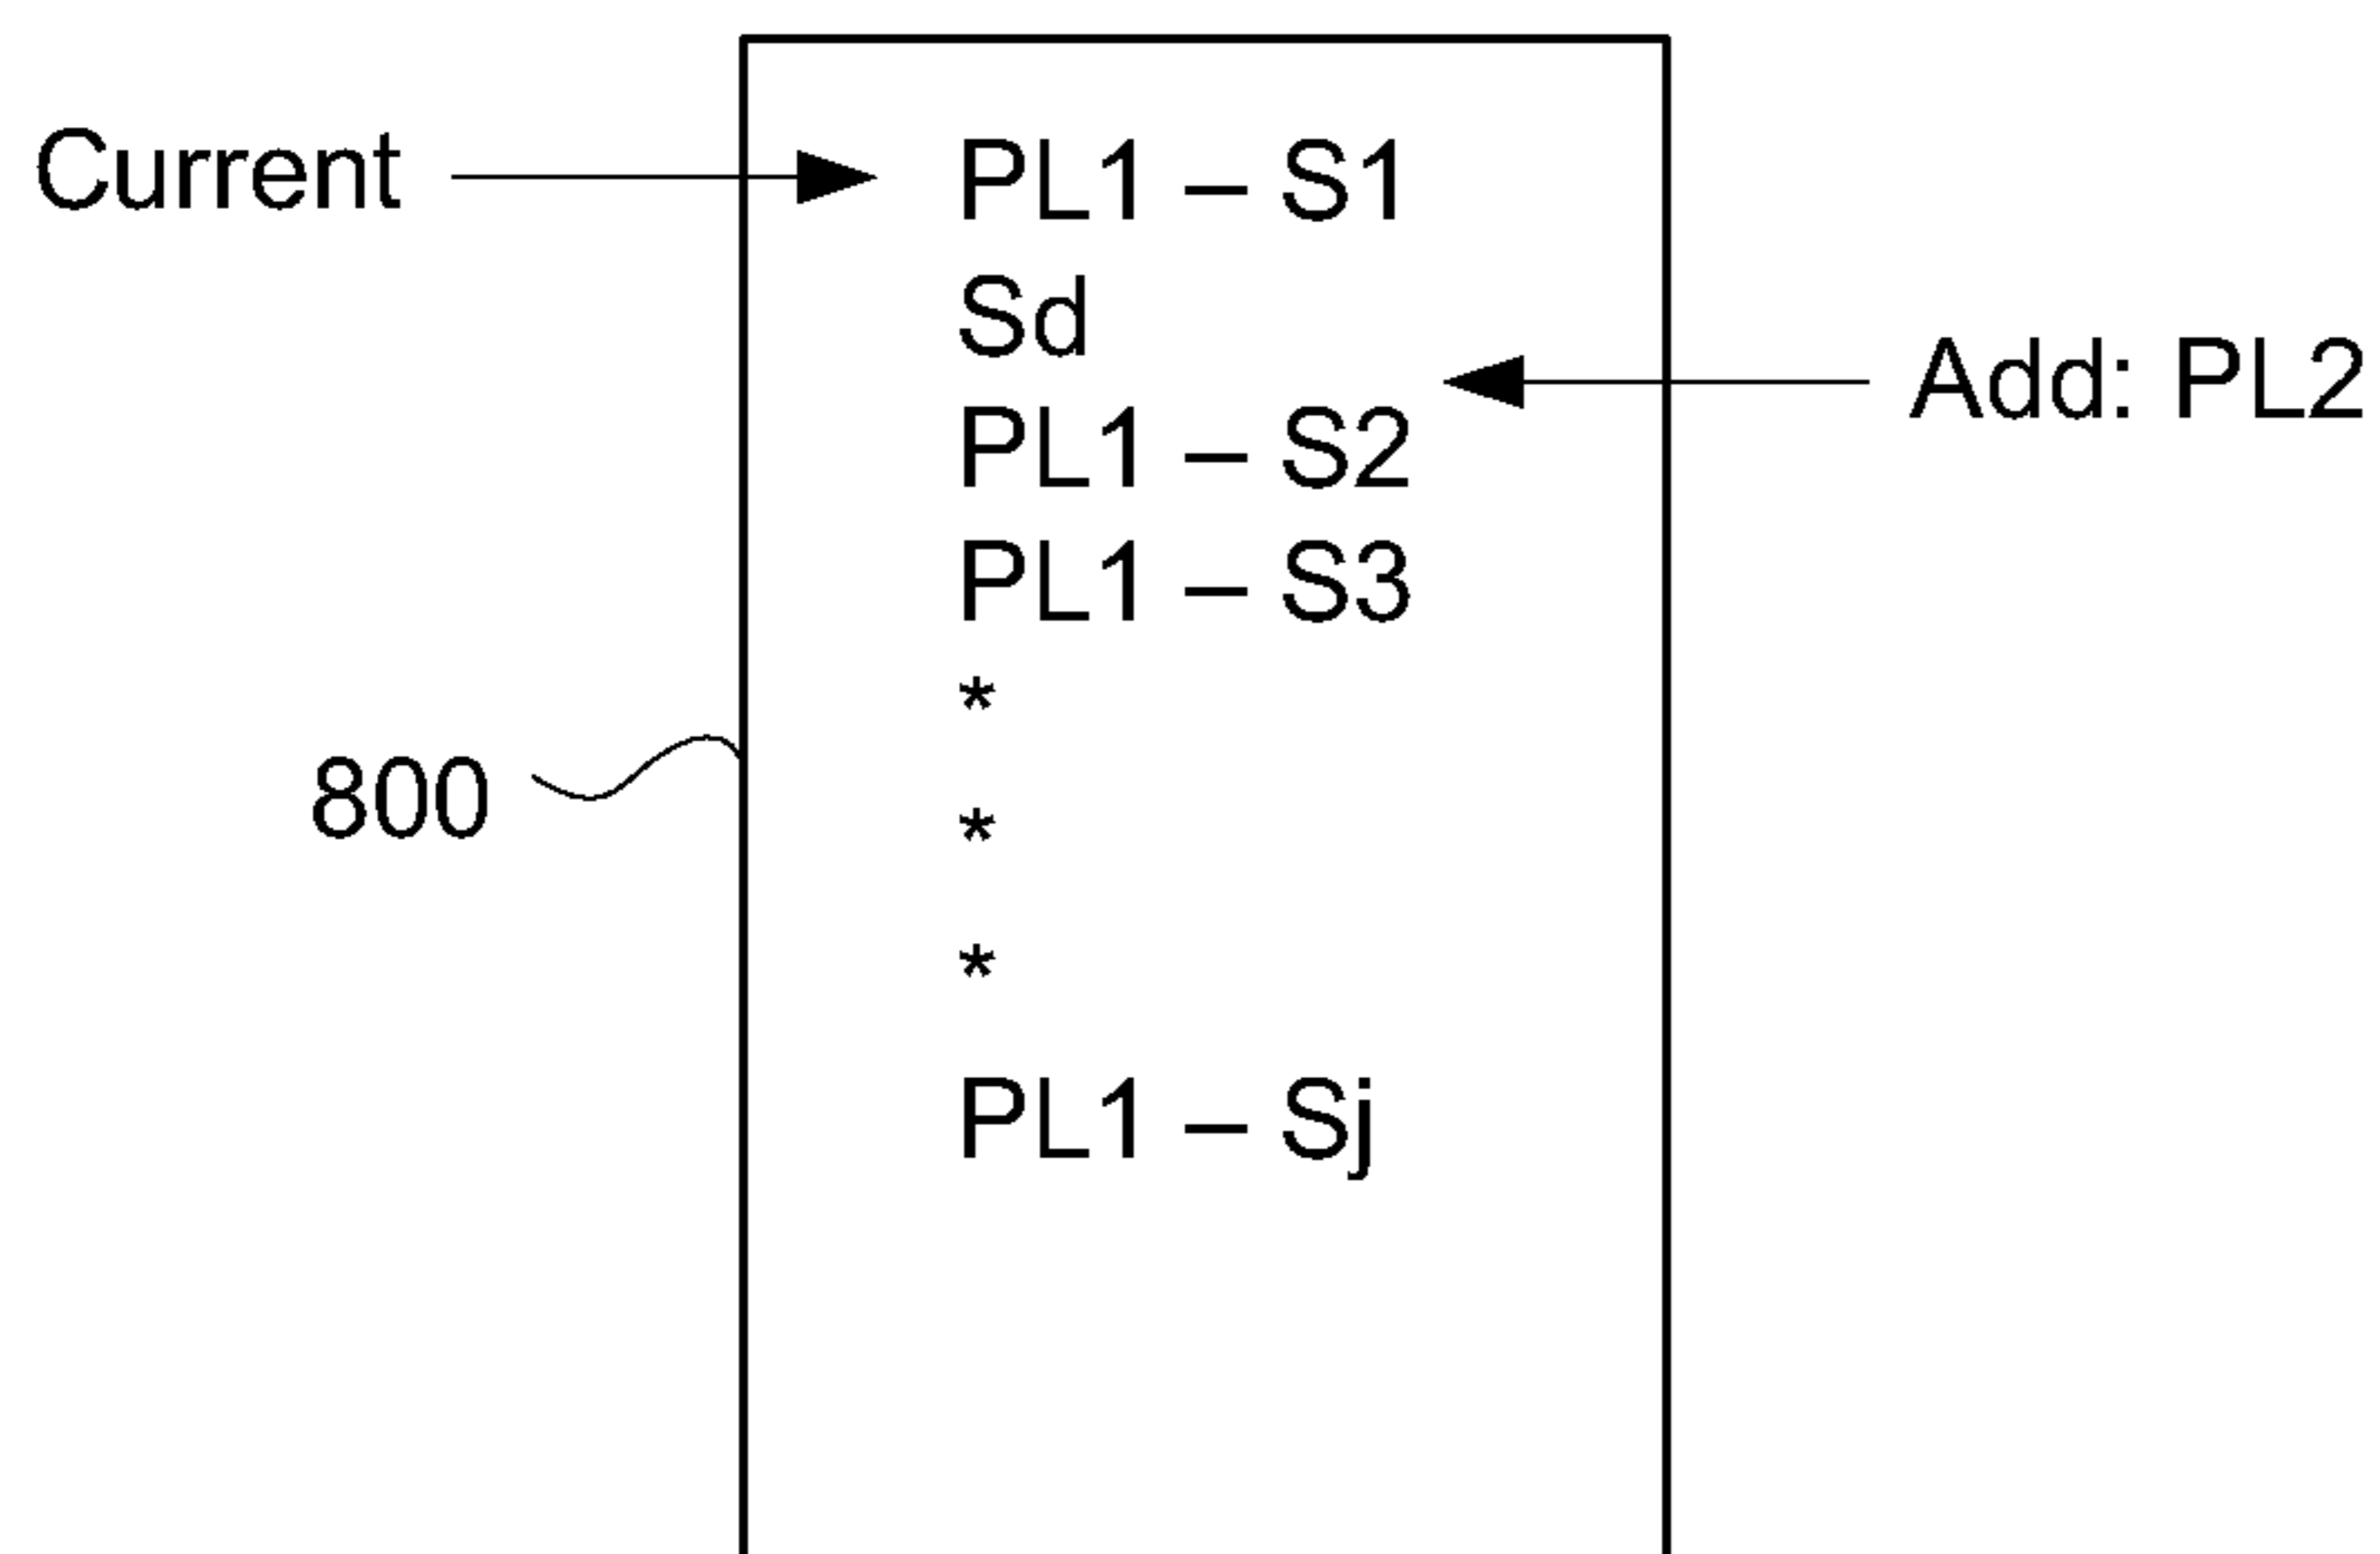 Current
PL1 – S1
Sd
Add: PL2
PL1 – S2
PL1 – S3
*
800
*
*
PL1 – Sj